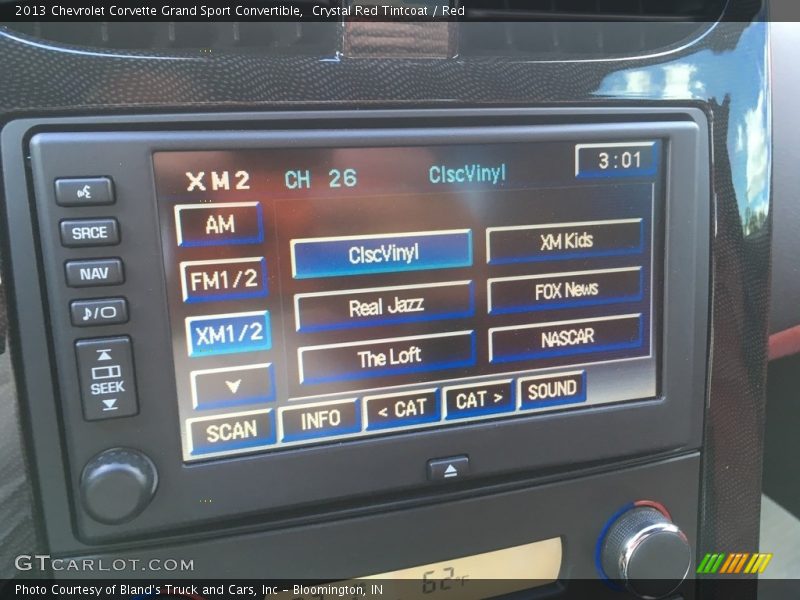 2013 Chevrolet Corvette Grand Sport Convertible, Crystal Red Tintcoat / Red
XM2 CH 26 ClscVinyl 3:01
AM
ClscVinyl XM Kids
SRCE
FM1/2
Real Jazz FOX News
NAV
XM1/2
The Loft NASCAR
SEEK
SCAN INFO < CAT CAT > SOUND
62°F
GTCARLOT.COM
Photo Courtesy of Bland's Truck and Cars, Inc - Bloomington, IN